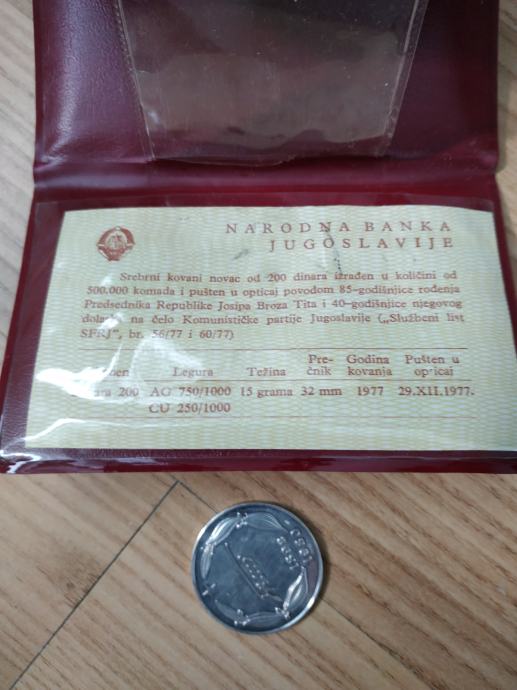 NARODNA BANKA
JUGOSLAVIJE
Srebrni kovani novac od 200 dinara izrađen u količini od
500.000 komada i pušten u opticaj povodom 85-godišnjice rođenja
Predsednika Republike Josipa Broza Tita i 40-godišnjice njegovog
dolaska na čelo Komunističke partije Jugoslavije („Službeni list
SFRJ", br. 56/77 i 60/77)
Legura Težina Pre-čnik Godina kovanja Pušten u opticaj
200 AG 750/1000 15 grama 32 mm 1977 29.XII.1977.
CU 250/1000